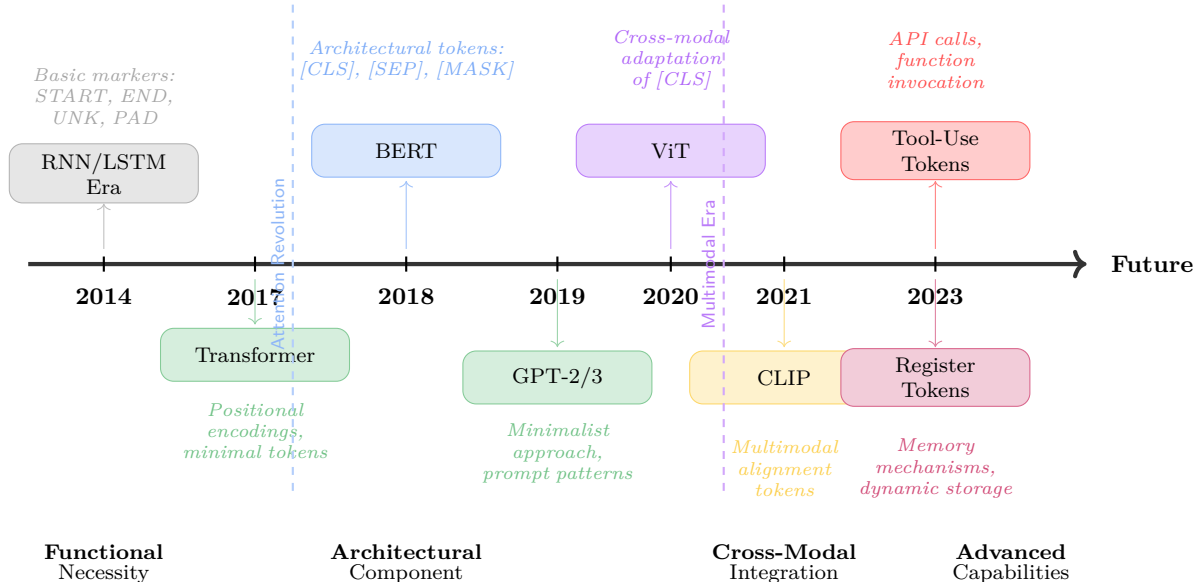 Basic markers:
START, END,
UNK, PAD
Architectural tokens:
[CLS], [SEP], [MASK]
Cross-modal
adaptation
of [CLS]
API calls,
function
invocation
RNN/LSTM
Era
BERT
ViT
Tool-Use
Tokens
Attention Revolution
Multimodal Era
Future
2014
2017
2018
2019
2020
2021
2023
Transformer
GPT-2/3
CLIP
Register
Tokens
Positional
encodings,
minimal tokens
Minimalist
approach,
prompt patterns
Multimodal
alignment
tokens
Memory
mechanisms,
dynamic storage
Functional
Necessity
Architectural
Component
Cross-Modal
Integration
Advanced
Capabilities